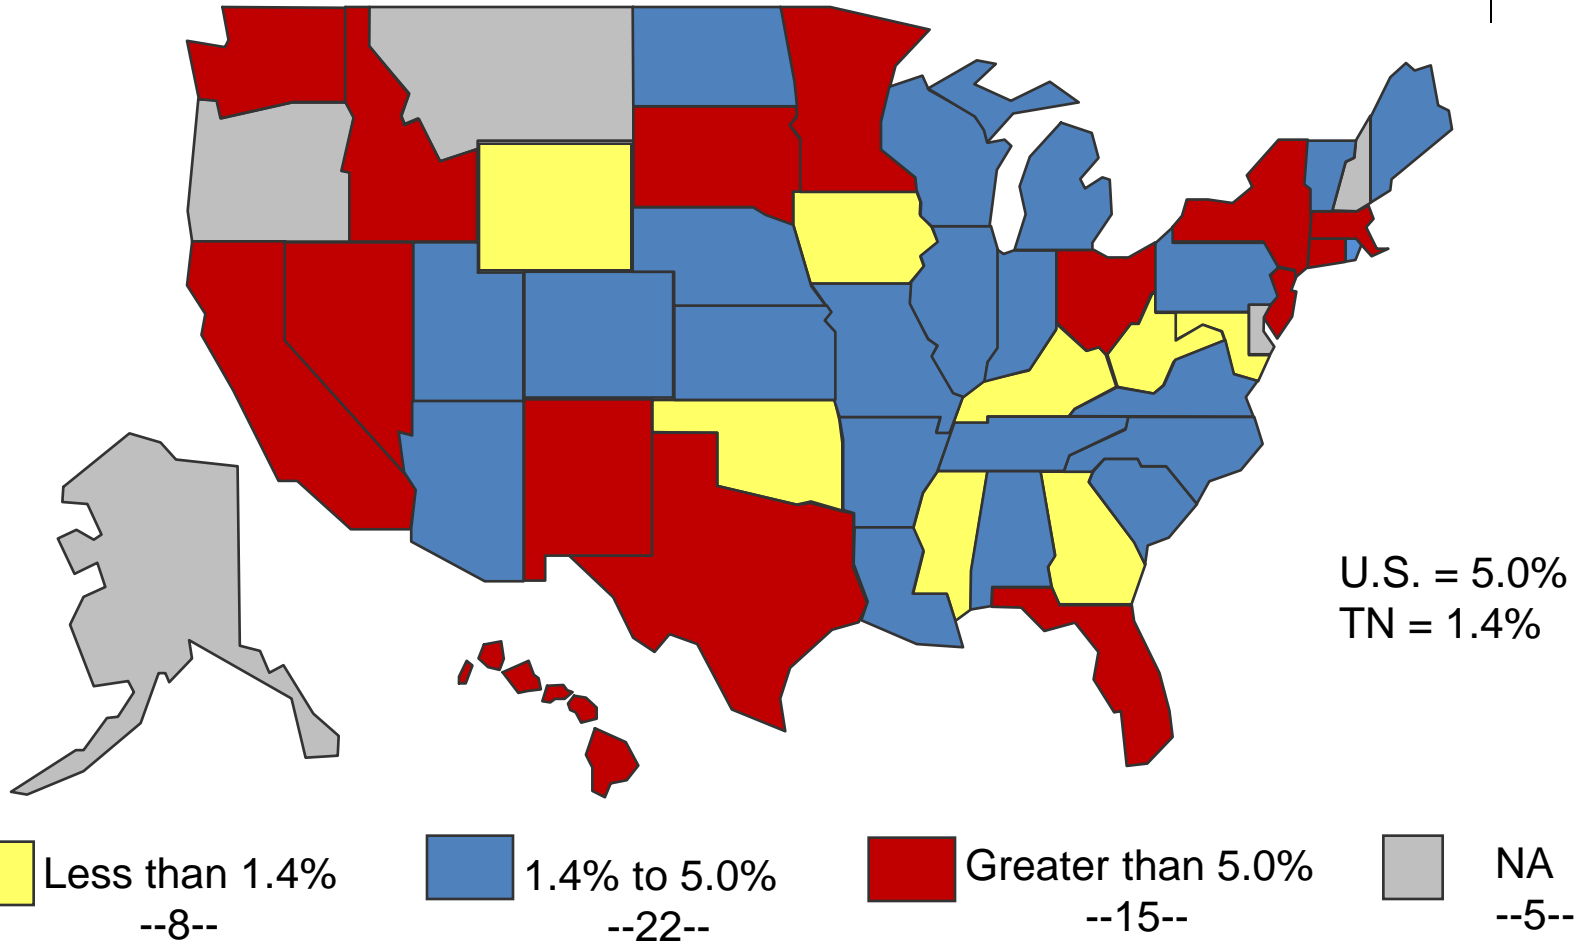 U.S. = 5.0%
TN = 1.4%
Less than 1.4%
--8--
1.4% to 5.0%
--22--
Greater than 5.0%
--15--
NA
--5--